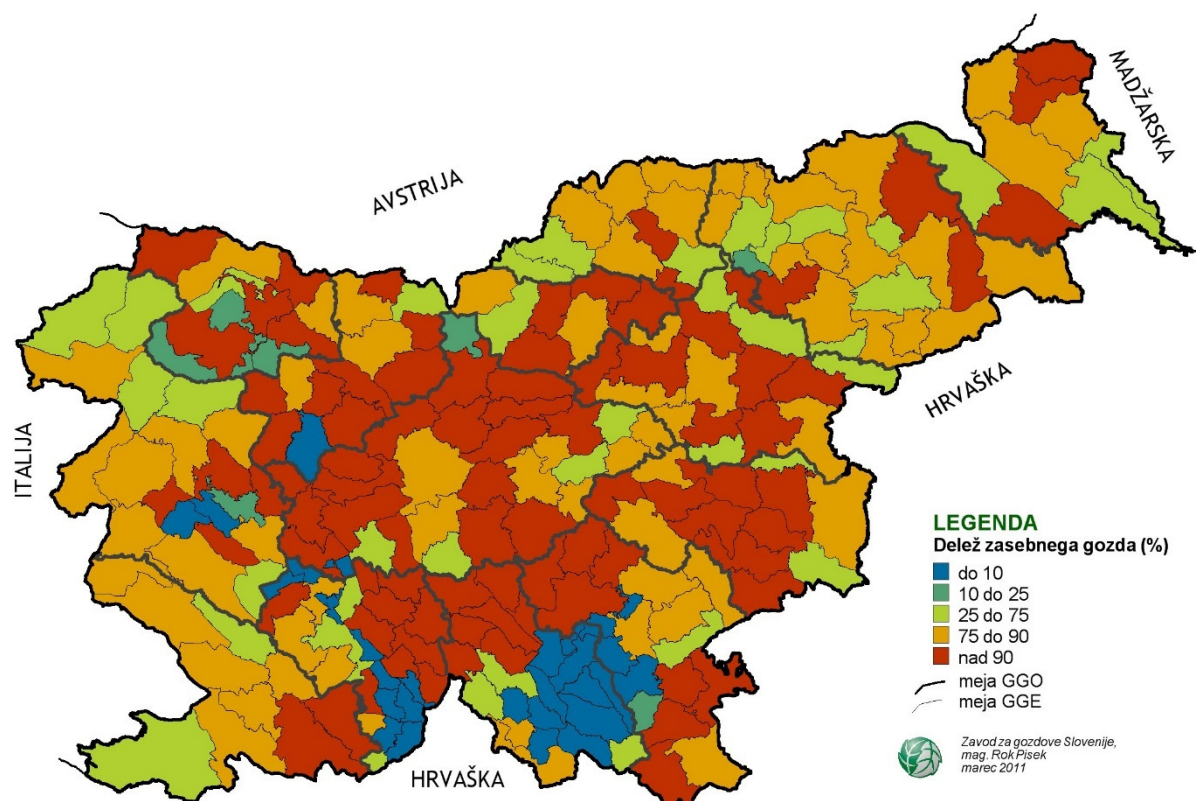 MADŽARSKA
AVSTRIJA
HRVAŠKA
ITALIJA
HRVAŠKA
LEGENDA
Delež zasebnega gozda (%)
do 10
10 do 25
25 do 75
75 do 90
nad 90
meja GGO
meja GGE
Zavod za gozdove Slovenije,
mag. Rok Pisek
marec 2011